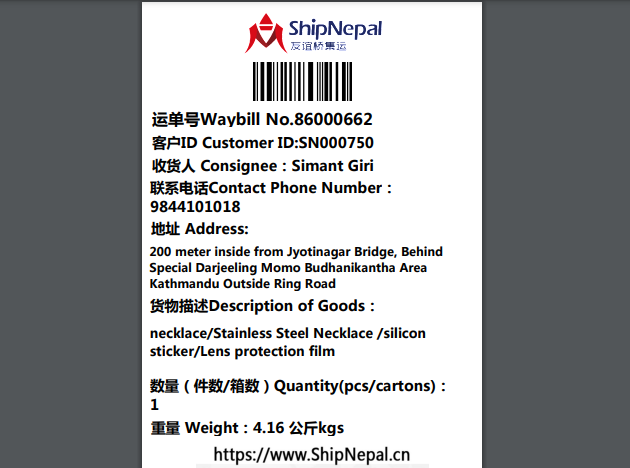 ShipNepal
友谊桥集运
运单号Waybill No.86000662
客户ID Customer ID:SN000750
收货人 Consignee：Simant Giri
联系电话Contact Phone Number：
9844101018
地址 Address:
200 meter inside from Jyotinagar Bridge, Behind
Special Darjeeling Momo Budhanikantha Area
Kathmandu Outside Ring Road
货物描述Description of Goods：
necklace/Stainless Steel Necklace /silicon
sticker/Lens protection film
数量（件数/箱数）Quantity(pcs/cartons)：
1
重量 Weight：4.16 公斤kgs
https://www.ShipNepal.cn